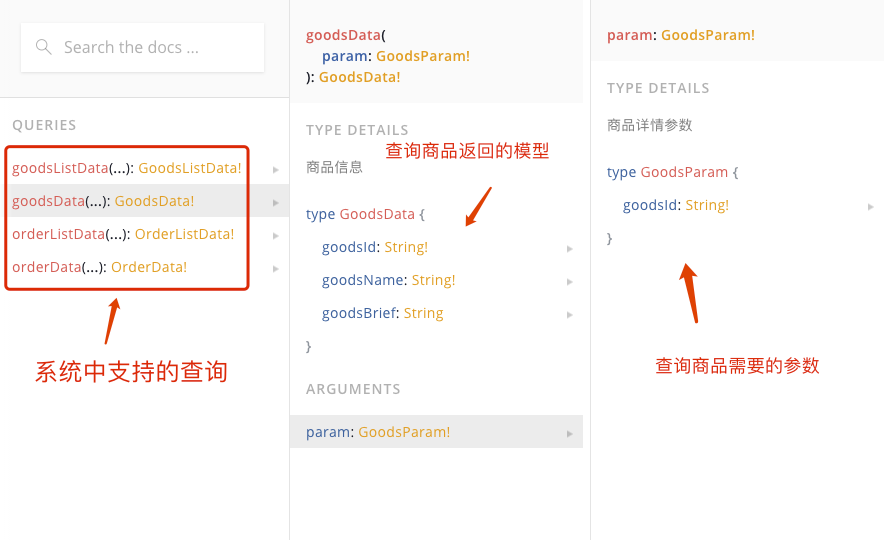 Search the docs ...
QUERIES
goodsListData(...): GoodsListData!
goodsData(...): GoodsData!
orderListData(...): OrderListData!
orderData(...): OrderData!
系统中支持的查询
goodsData(
param: GoodsParam!
): GoodsData!
TYPE DETAILS
查询商品返回的模型
商品信息
type GoodsData {
goodsId: String!
goodsName: String!
goodsBrief: String
}
ARGUMENTS
param: GoodsParam!
param: GoodsParam!
TYPE DETAILS
商品详情参数
type GoodsParam {
goodsId: String!
}
查询商品需要的参数